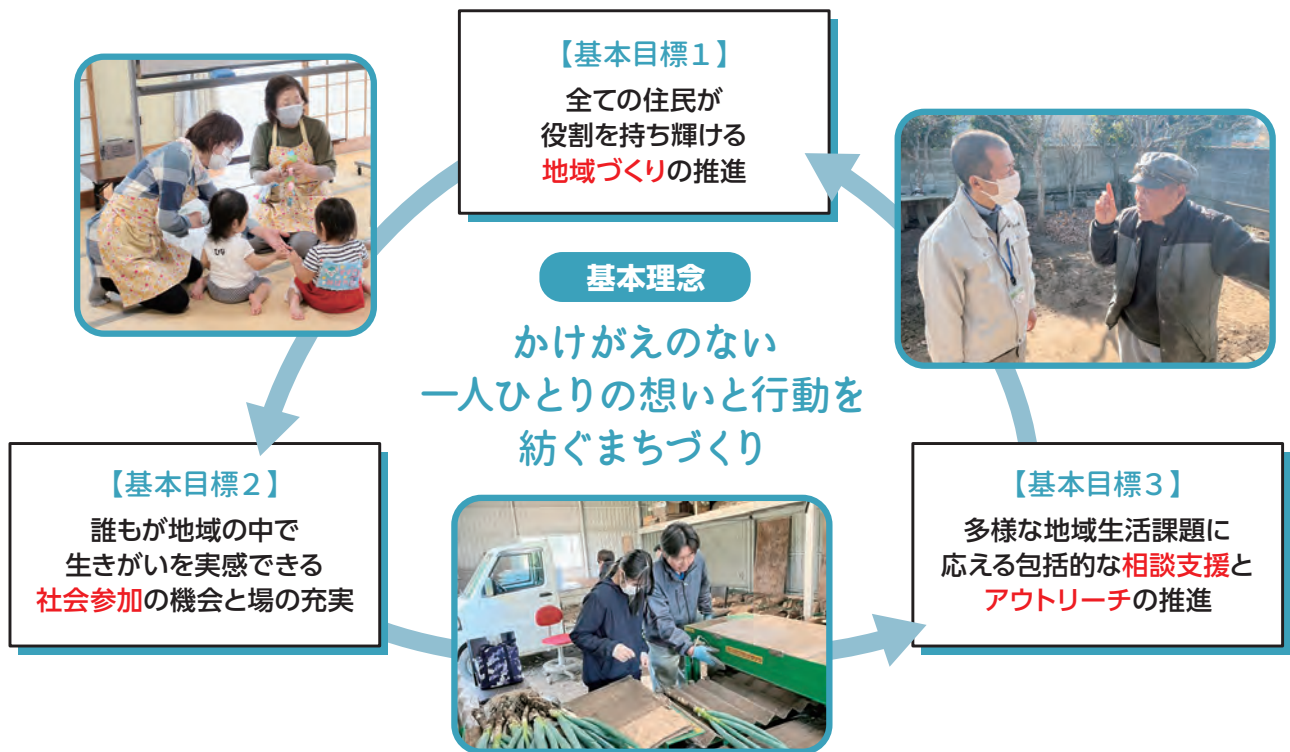 【基本目標1】
全ての住民が
役割を持ち輝ける
地域づくりの推進
基本理念
かけがえのない
一人ひとりの想いと行動を
紡ぐまちづくり
【基本目標2】
誰もが地域の中で
生きがいを実感できる
社会参加の機会と場の充実
【基本目標3】
多様な地域生活課題に
応える包括的な相談支援と
アウトリーチの推進